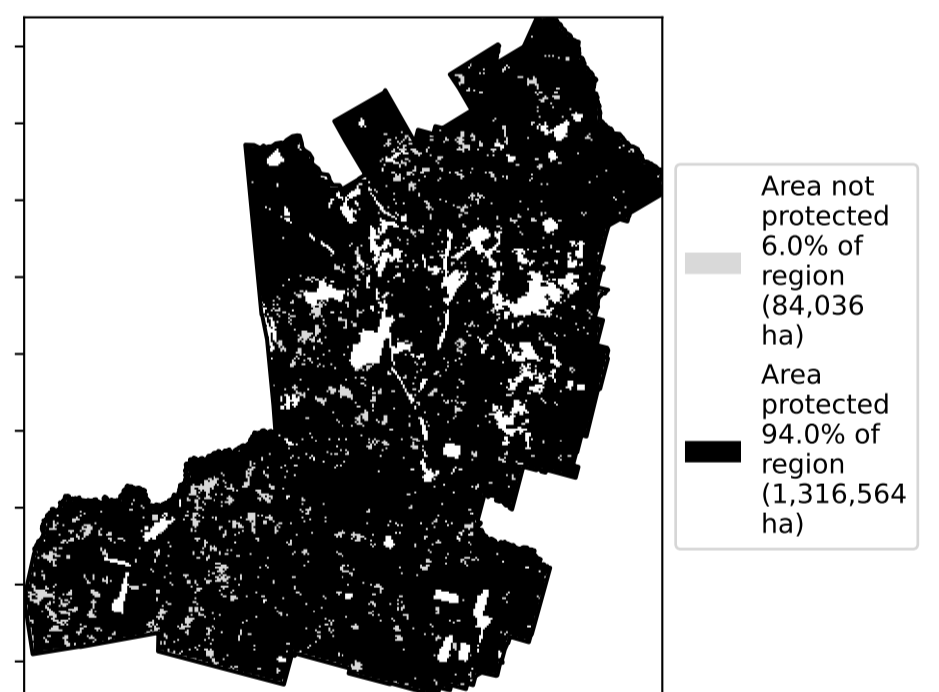 Area not
protected
6.0% of
region
(84,036
ha)
Area
protected
94.0% of
region
(1,316,564
ha)